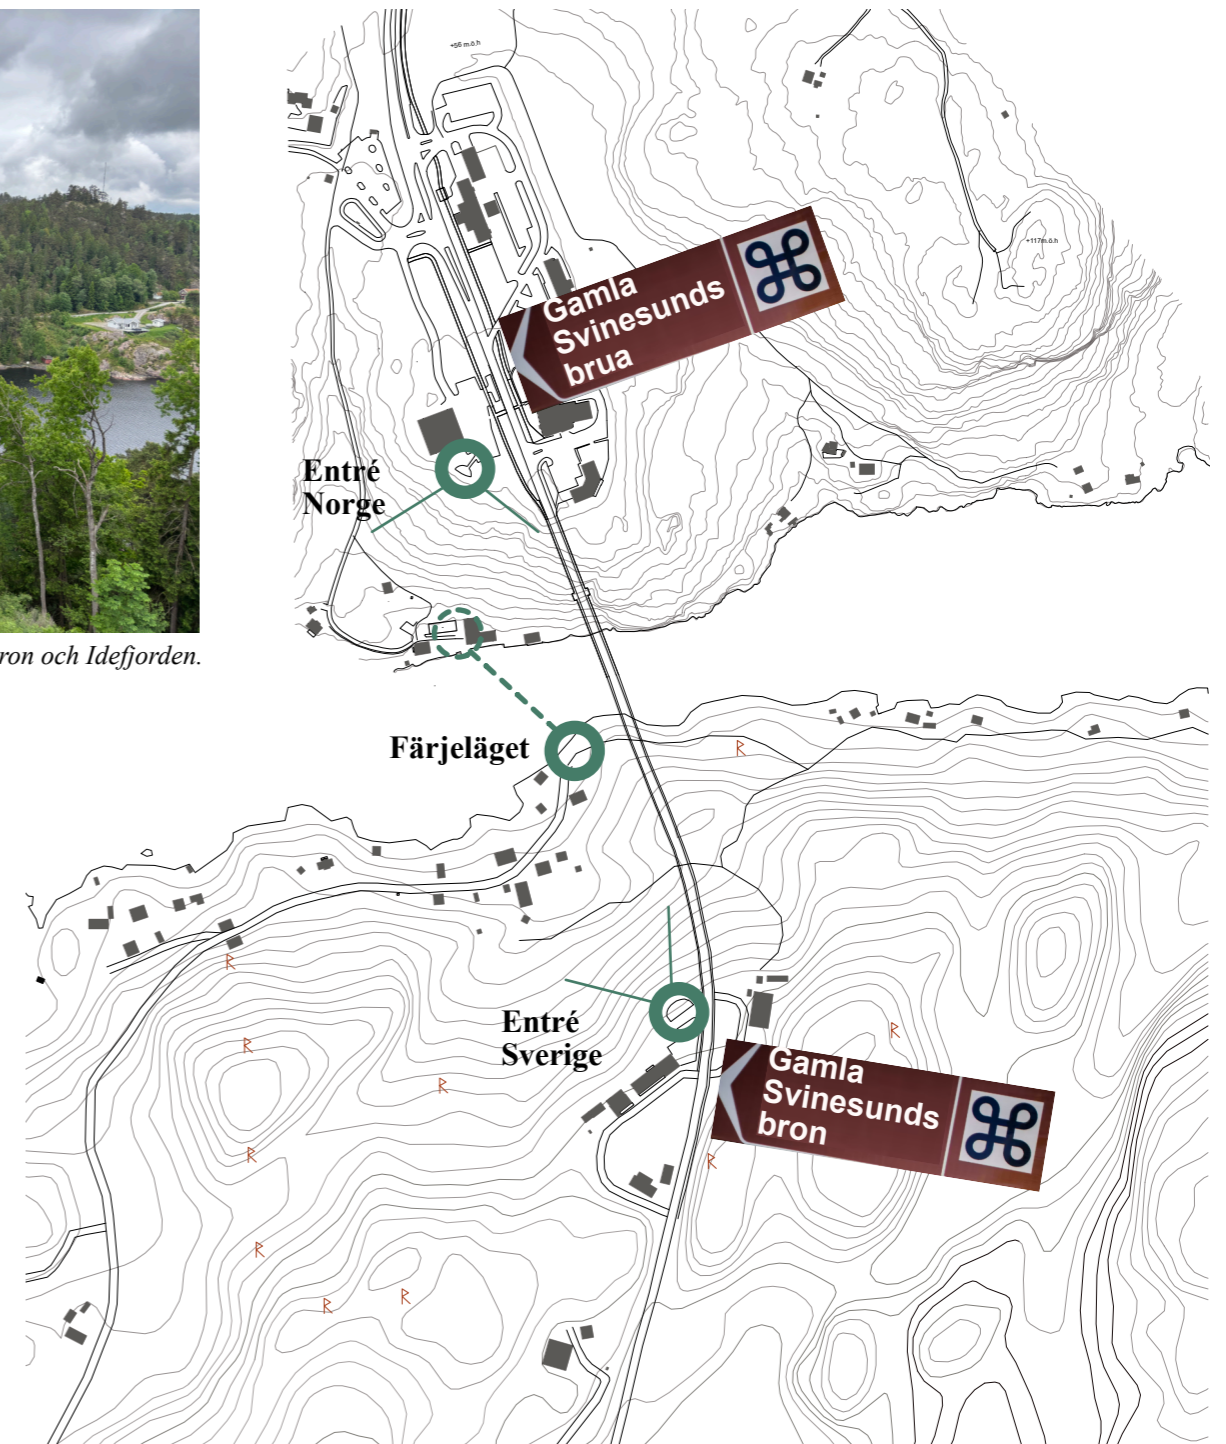 +56 m.ö.h
+117m.ö.h
Gamla
Svinesunds
brua
Entré
Norge
ron och Idefjorden.
Färjeläget
R
R
Entré
Sverige
R
R
R
Gamla
Svinesunds
bron
R
R
R
R
R